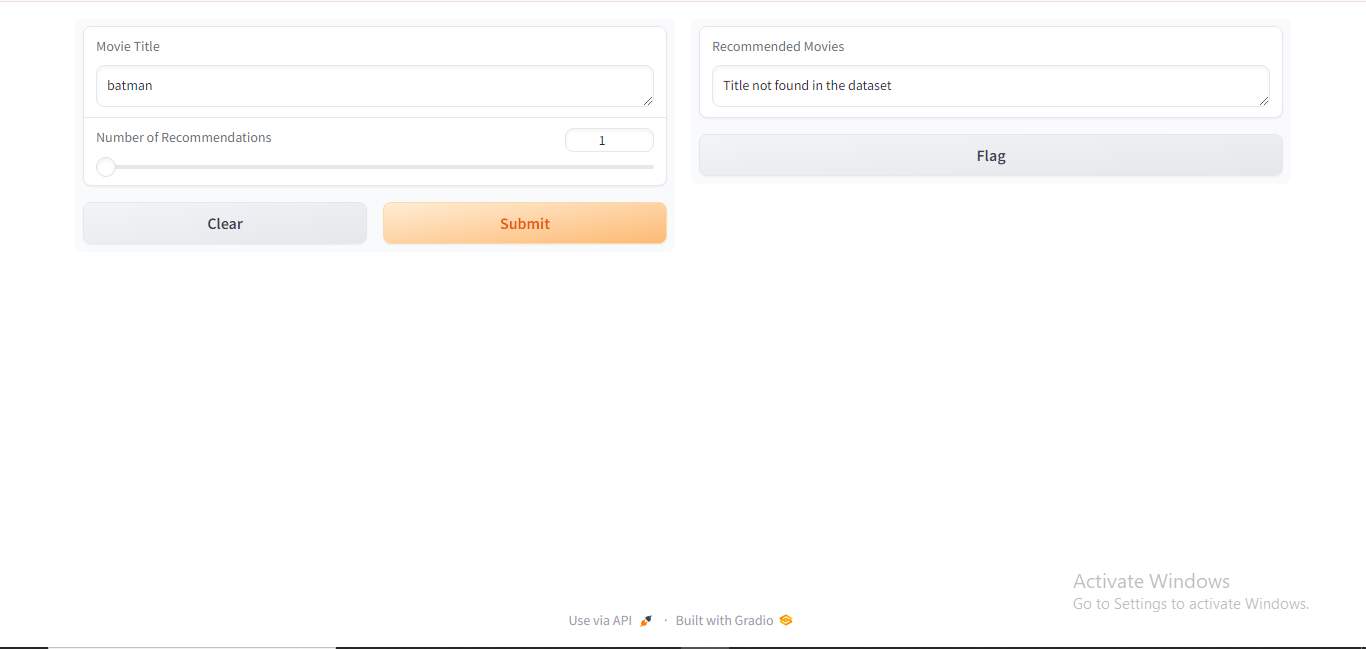 Movie Title
batman
Number of Recommendations
1
Clear
Submit
Recommended Movies
Title not found in the dataset
Flag
Activate Windows
Go to Settings to activate Windows.
Use via API · Built with Gradio